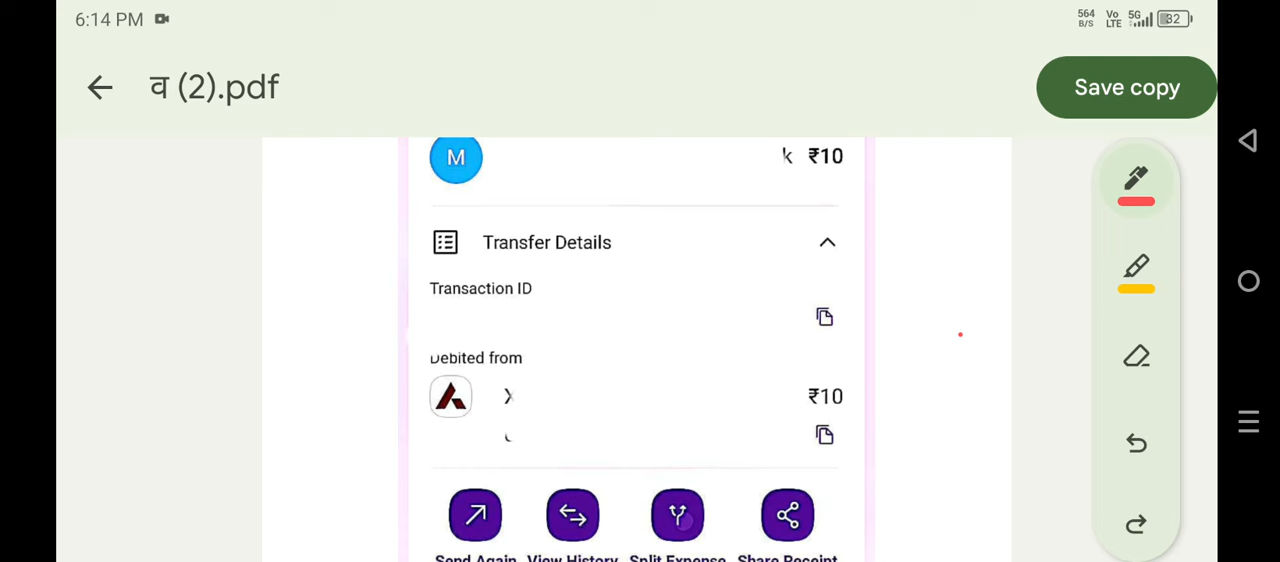 6:14 PM
564 B/S Vo LTE 5G 32
व (2).pdf
Save copy
M k ₹10
Transfer Details
Transaction ID
Debited from
X ₹10
Send Again View History Split Expense Share Receipt